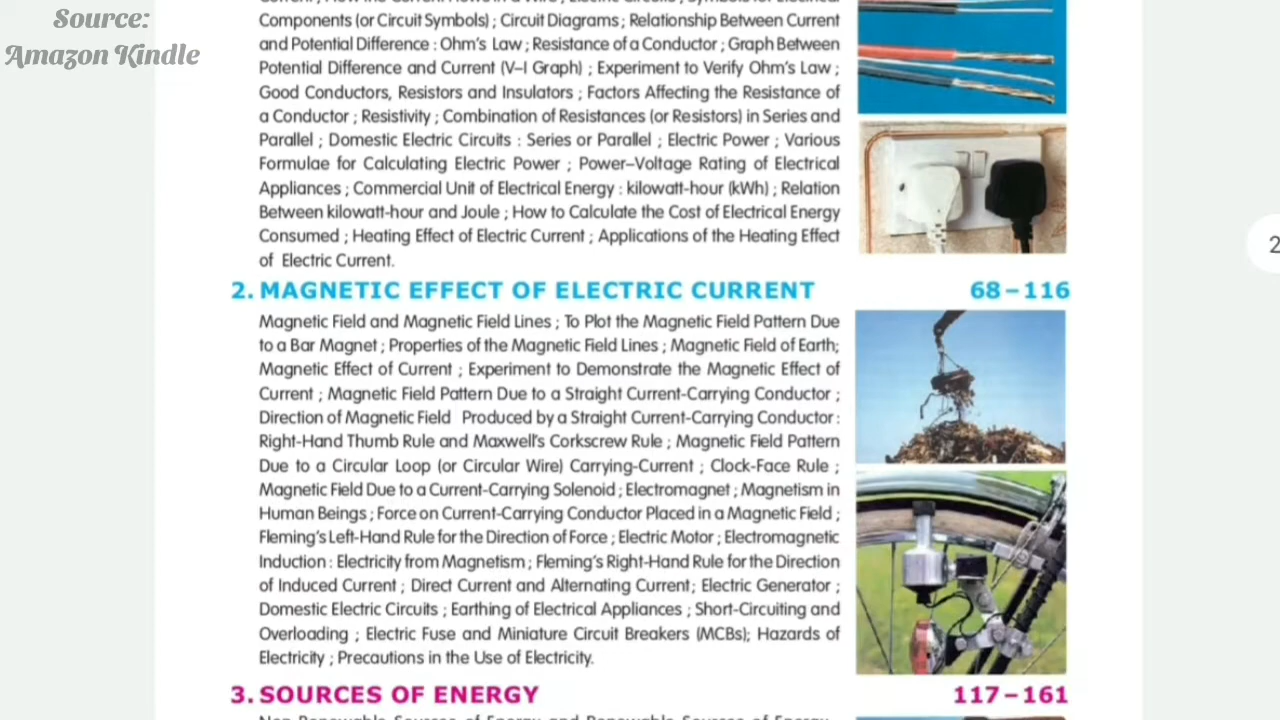 Source:
Amazon Kindle
Components (or Circuit Symbols) ; Circuit Diagrams ; Relationship Between Current
and Potential Difference : Ohm's Law ; Resistance of a Conductor ; Graph Between
Potential Difference and Current (V–I Graph) ; Experiment to Verify Ohm's Law ;
Good Conductors, Resistors and Insulators ; Factors Affecting the Resistance of
a Conductor ; Resistivity ; Combination of Resistances (or Resistors) in Series and
Parallel ; Domestic Electric Circuits : Series or Parallel ; Electric Power ; Various
Formulae for Calculating Electric Power ; Power–Voltage Rating of Electrical
Appliances ; Commercial Unit of Electrical Energy : kilowatt-hour (kWh) ; Relation
Between kilowatt-hour and Joule ; How to Calculate the Cost of Electrical Energy
Consumed ; Heating Effect of Electric Current ; Applications of the Heating Effect
of Electric Current.
2. MAGNETIC EFFECT OF ELECTRIC CURRENT 68–116
Magnetic Field and Magnetic Field Lines ; To Plot the Magnetic Field Pattern Due
to a Bar Magnet ; Properties of the Magnetic Field Lines ; Magnetic Field of Earth;
Magnetic Effect of Current ; Experiment to Demonstrate the Magnetic Effect of
Current ; Magnetic Field Pattern Due to a Straight Current-Carrying Conductor ;
Direction of Magnetic Field Produced by a Straight Current-Carrying Conductor :
Right-Hand Thumb Rule and Maxwell's Corkscrew Rule ; Magnetic Field Pattern
Due to a Circular Loop (or Circular Wire) Carrying-Current ; Clock-Face Rule ;
Magnetic Field Due to a Current-Carrying Solenoid ; Electromagnet ; Magnetism in
Human Beings ; Force on Current-Carrying Conductor Placed in a Magnetic Field ;
Fleming's Left-Hand Rule for the Direction of Force ; Electric Motor ; Electromagnetic
Induction : Electricity from Magnetism ; Fleming's Right-Hand Rule for the Direction
of Induced Current ; Direct Current and Alternating Current; Electric Generator ;
Domestic Electric Circuits ; Earthing of Electrical Appliances ; Short-Circuiting and
Overloading ; Electric Fuse and Miniature Circuit Breakers (MCBs); Hazards of
Electricity ; Precautions in the Use of Electricity.
3. SOURCES OF ENERGY 117–161
2